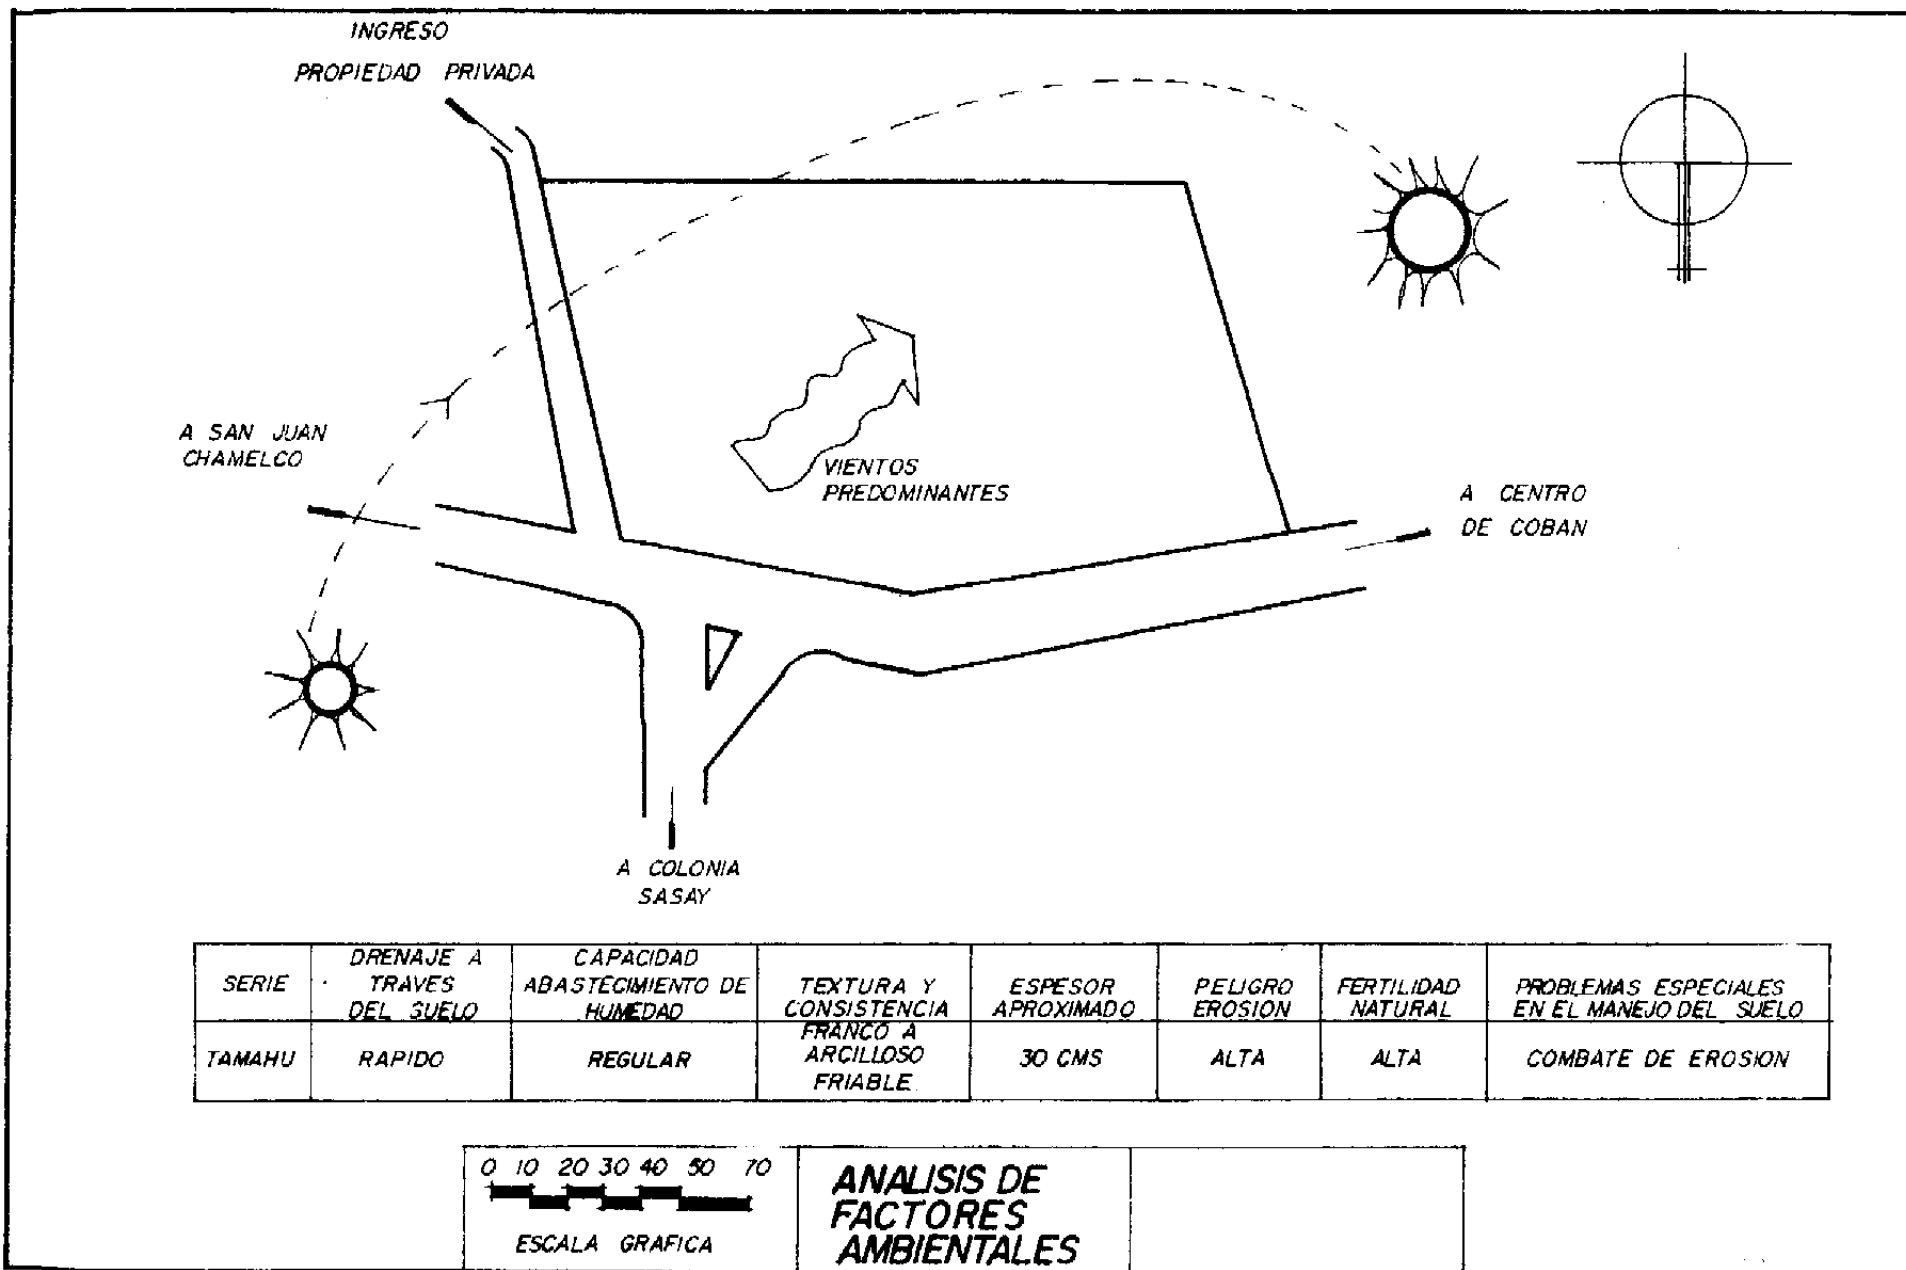 INGRESO
PROPIEDAD PRIVADA
A SAN JUAN
CHAMELCO
VIENTOS
PREDOMINANTES
A CENTRO
DE COBAN
A COLONIA
SASAY
SERIE
DRENAJE A
TRAVES
DEL SUELO
CAPACIDAD
ABASTECIMIENTO DE
HUMEDAD
TEXTURA Y
CONSISTENCIA
ESPESOR
APROXIMADO
PELIGRO
EROSION
FERTILIDAD
NATURAL
PROBLEMAS ESPECIALES
EN EL MANEJO DEL SUELO
TAMAHU
RAPIDO
REGULAR
FRANCO A
ARCILLOSO
FRIABLE
30 CMS
ALTA
ALTA
COMBATE DE EROSION
0 10 20 30 40 50 70
ESCALA GRAFICA
ANALISIS DE
FACTORES
AMBIENTALES